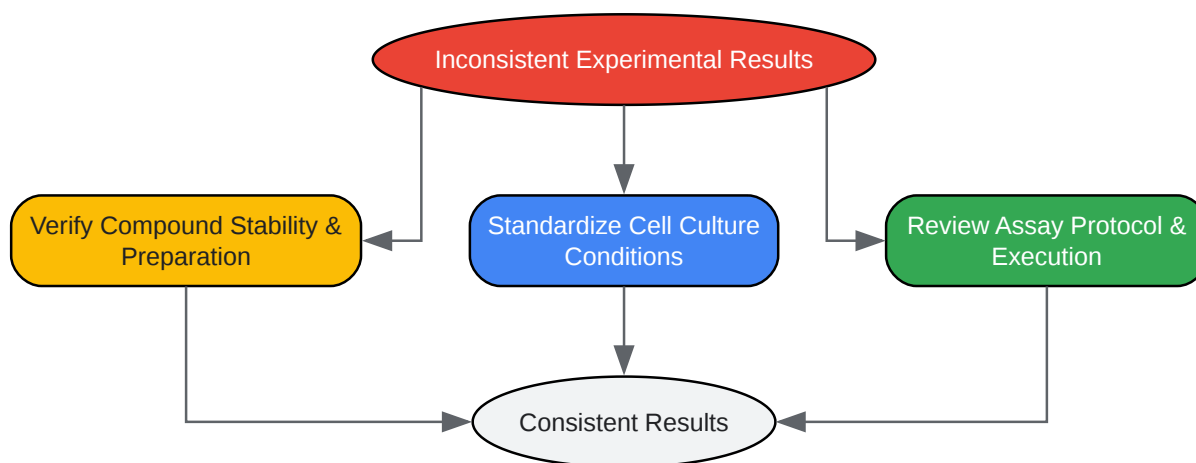 Inconsistent Experimental Results
Verify Compound Stability &
Preparation
Standardize Cell Culture
Conditions
Review Assay Protocol &
Execution
Consistent Results